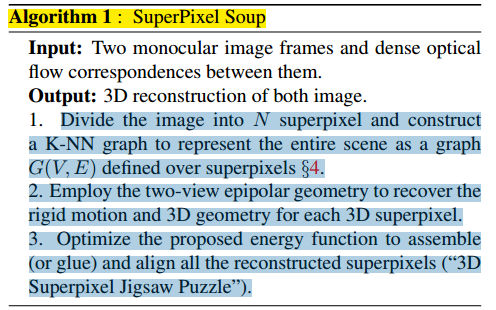 Algorithm 1 : SuperPixel Soup
Input: Two monocular image frames and dense optical
flow correspondences between them.
Output: 3D reconstruction of both image.
1. Divide the image into N superpixel and construct
a K-NN graph to represent the entire scene as a graph
G(V, E) defined over superpixels §4.
2. Employ the two-view epipolar geometry to recover the
rigid motion and 3D geometry for each 3D superpixel.
3. Optimize the proposed energy function to assemble
(or glue) and align all the reconstructed superpixels (“3D
Superpixel Jigsaw Puzzle”).